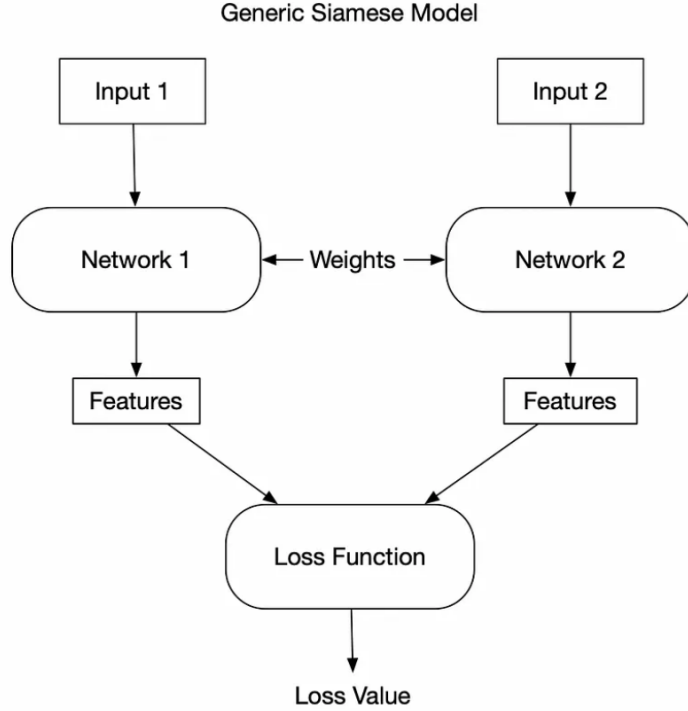 Generic Siamese Model
Input 1
Input 2
Network 1
Weights
Network 2
Features
Features
Loss Function
Loss Value